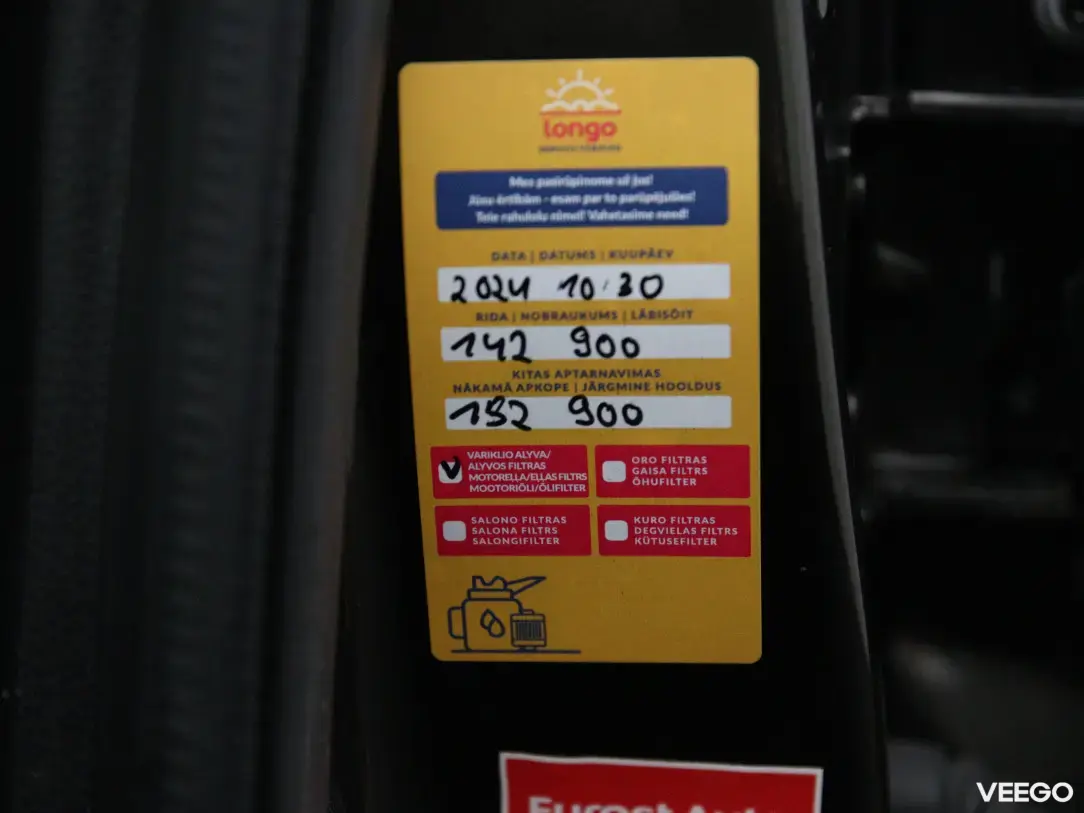 longo
Mes pasirūpinome už jus!
Jūsu ērtībām - esam par to parūpējušies!
Teie rahulolu nimel! Vahetasime need!
DATA | DATUMS | KUUPÄEV
2024 10.30
RIDA | NOBRAUKUMS | LÄBISÕIT
142 900
KITAS APTARNAVIMAS
NĀKAMĀ APKOPE | JÄRGMINE HOOLDUS
152 900
VARIKLIO ALYVA/
ALYVOS FILTRAS
MOTOREĻĻA/EĻĻAS FILTRS
MOOTORIÕLI/ÕLIFILTER
ORO FILTRAS
GAISA FILTRS
ÕHUFILTER
SALONO FILTRAS
SALONA FILTRS
SALONGIFILTER
KURO FILTRAS
DEGVIELAS FILTRS
KÜTUSEFILTER
VEEGO